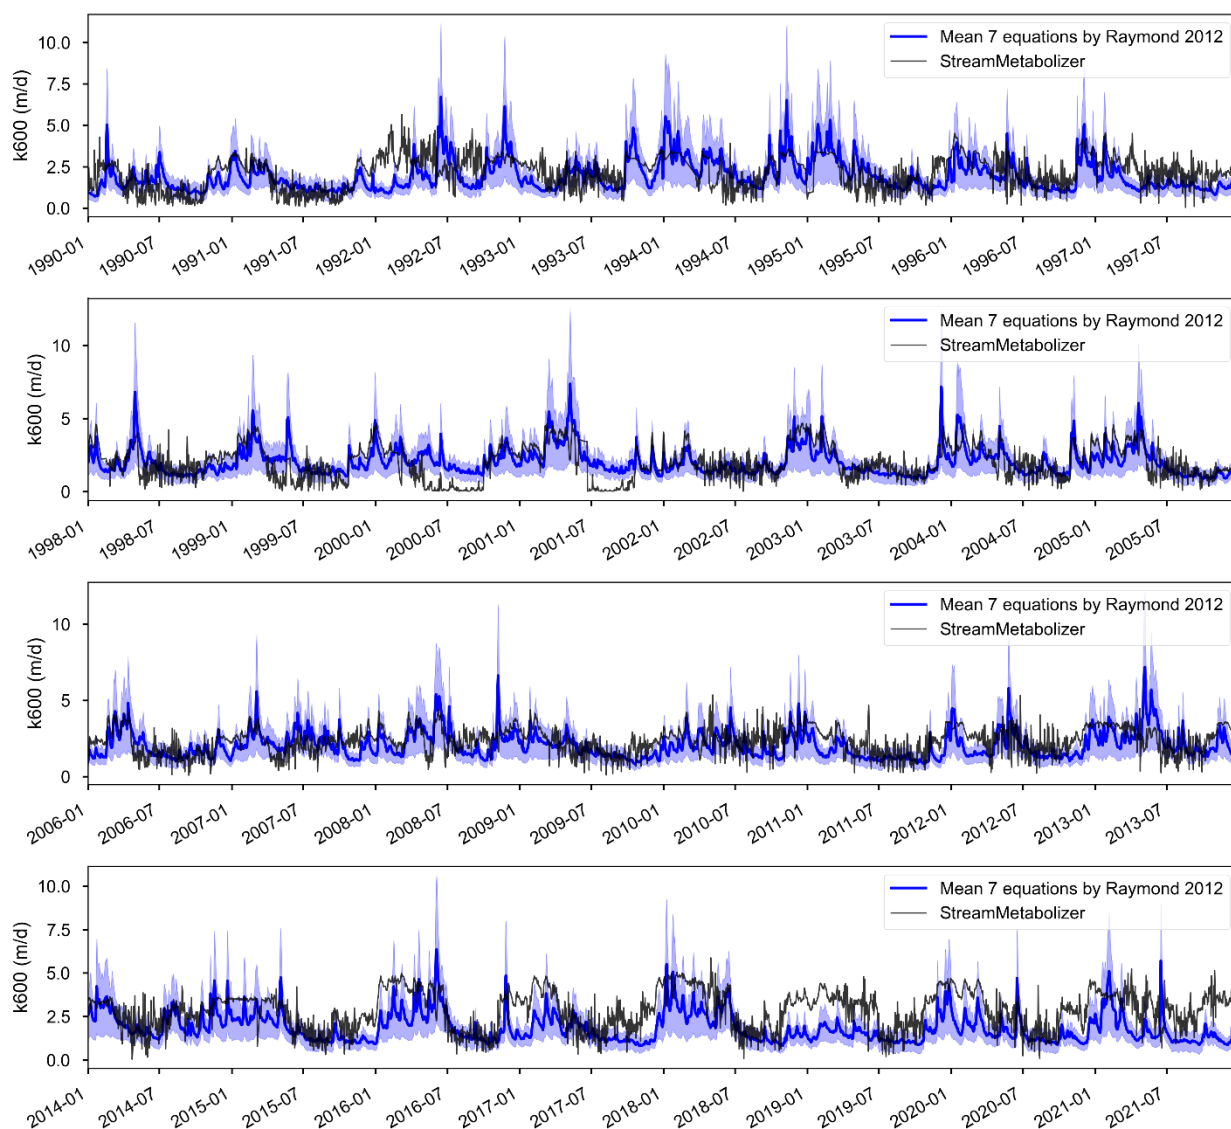 10.0
7.5
5.0
2.5
0.0
k600 (m/d)
Mean 7 equations by Raymond 2012
StreamMetabolizer
1990-01 1990-07 1991-01 1991-07 1992-01 1992-07 1993-01 1993-07 1994-01 1994-07 1995-01 1995-07 1996-01 1996-07 1997-01 1997-07
10
5
0
k600 (m/d)
Mean 7 equations by Raymond 2012
StreamMetabolizer
1998-01 1998-07 1999-01 1999-07 2000-01 2000-07 2001-01 2001-07 2002-01 2002-07 2003-01 2003-07 2004-01 2004-07 2005-01 2005-07
10
5
0
k600 (m/d)
Mean 7 equations by Raymond 2012
StreamMetabolizer
2006-01 2006-07 2007-01 2007-07 2008-01 2008-07 2009-01 2009-07 2010-01 2010-07 2011-01 2011-07 2012-01 2012-07 2013-01 2013-07
10.0
7.5
5.0
2.5
0.0
k600 (m/d)
Mean 7 equations by Raymond 2012
StreamMetabolizer
2014-01 2014-07 2015-01 2015-07 2016-01 2016-07 2017-01 2017-07 2018-01 2018-07 2019-01 2019-07 2020-01 2020-07 2021-01 2021-07